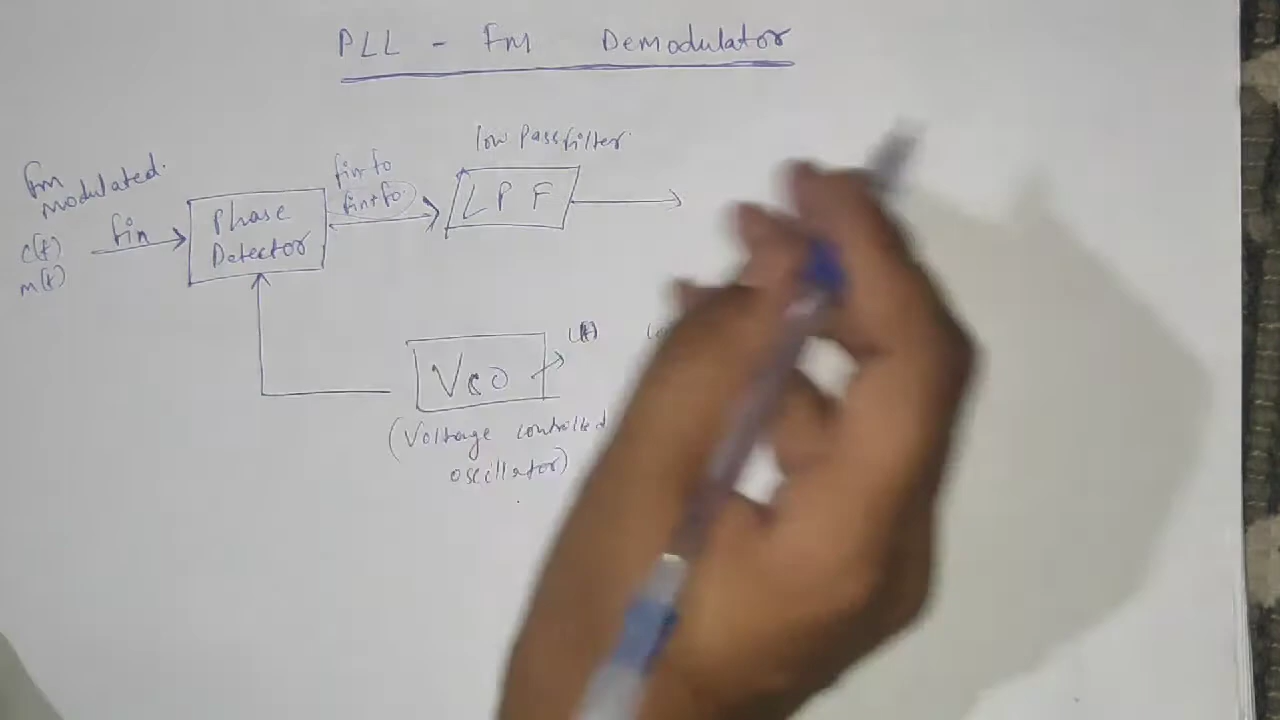 PLL - Fm Demodulator
low Pass filter.
Fm
modulated.
fin fo
fin+fo.
c(t)
m(t)
fin
Phase
Detector
LPF
VCO
(Voltage controlled
oscillator)